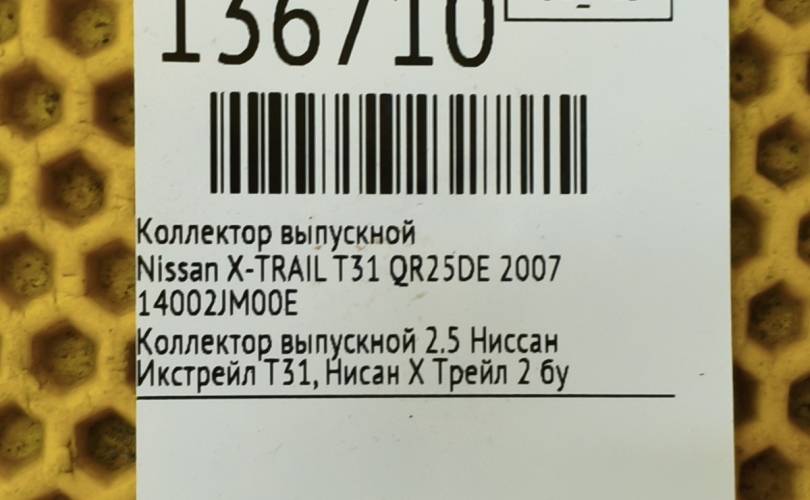 136710
Коллектор выпускной
Nissan X-TRAIL T31 QR25DE 2007
14002JM00E
Коллектор выпускной 2.5 Ниссан
Икстрейл Т31, Нисан Х Трейл 2 бу